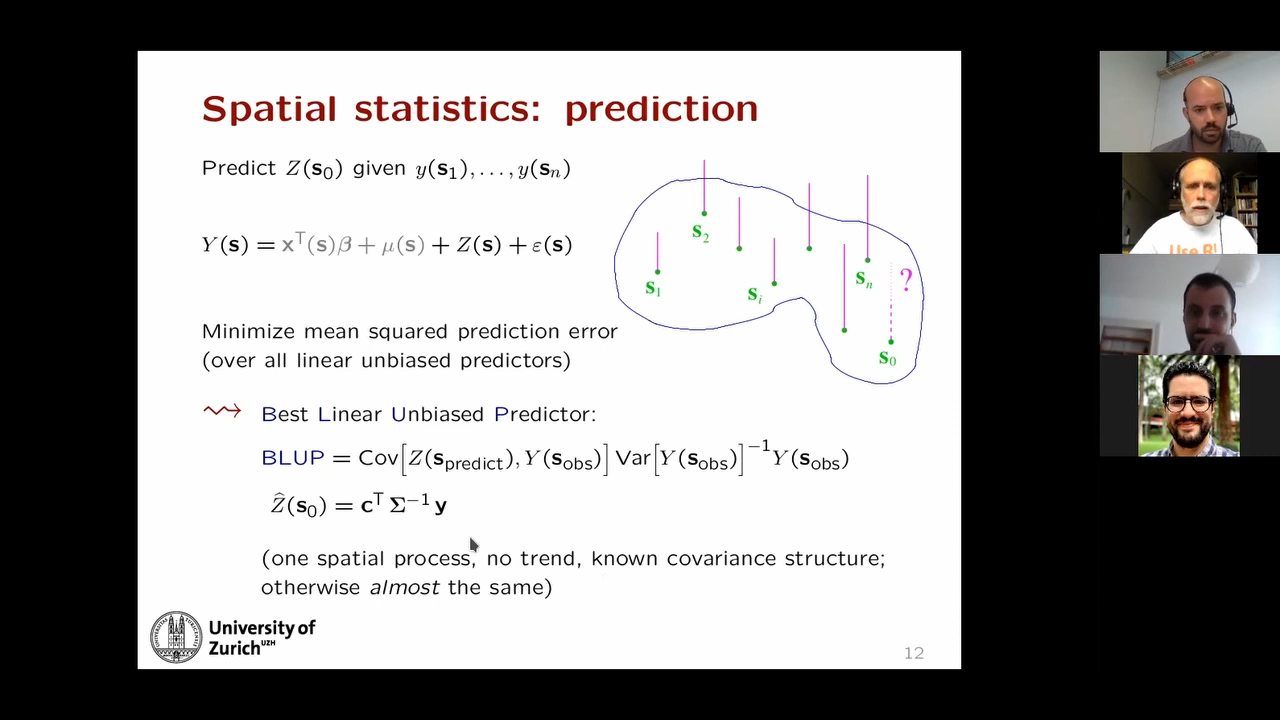 Spatial statistics: prediction
Predict Z(s₀) given y(s₁), . . . , y(sₙ)
Y(s) = xᵀ(s)β + μ(s) + Z(s) + ε(s)
s₁
s₂
sᵢ
sₙ
?
s₀
Minimize mean squared prediction error
(over all linear unbiased predictors)
Best Linear Unbiased Predictor:
BLUP = Cov[Z(s_predict), Y(s_obs)] Var[Y(s_obs)]⁻¹ Y(s_obs)
Ẑ(s₀) = cᵀ Σ⁻¹ y
(one spatial process, no trend, known covariance structure;
otherwise almost the same)
University of
Zurich UZH
12
Use R!